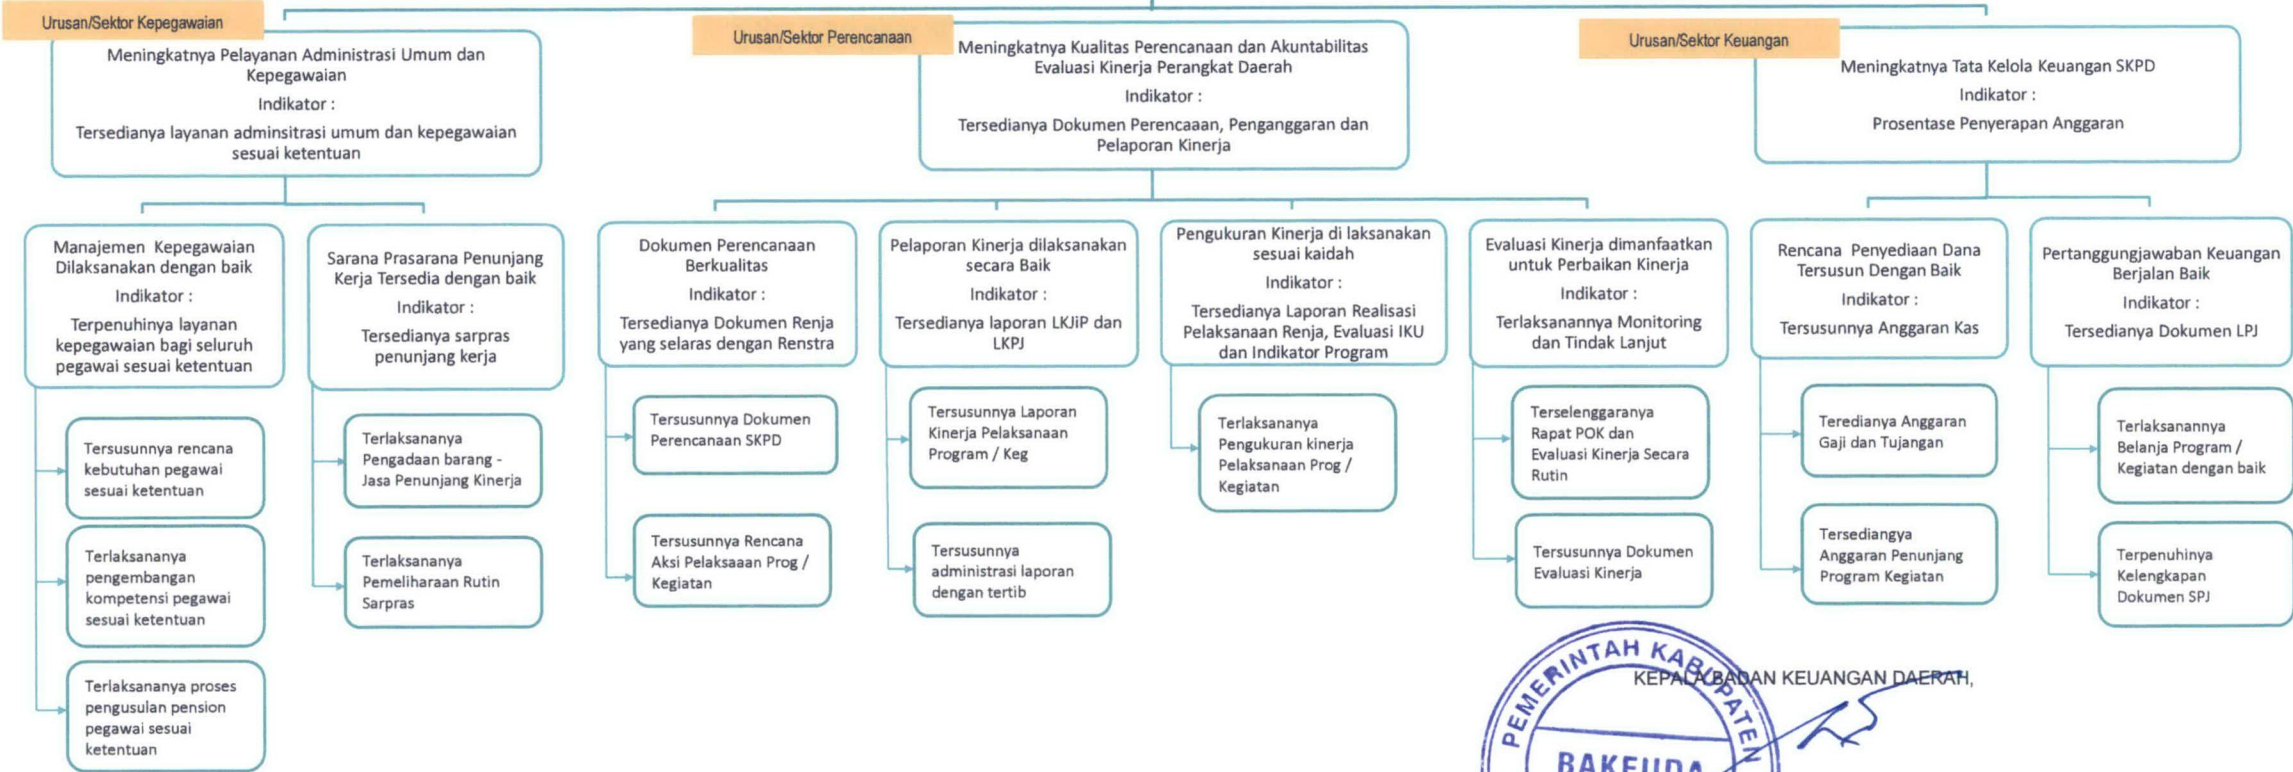 Urusan/Sektor Kepegawaian
Meningkatnya Pelayanan Administrasi Umum dan
Kepegawaian
Indikator :
Tersedianya layanan adminsitrasi umum dan kepegawaian
sesuai ketentuan
Urusan/Sektor Perencanaan
Meningkatnya Kualitas Perencanaan dan Akuntabilitas
Evaluasi Kinerja Perangkat Daerah
Indikator :
Tersedianya Dokumen Perencaaan, Penganggaran dan
Pelaporan Kinerja
Urusan/Sektor Keuangan
Meningkatnya Tata Kelola Keuangan SKPD
Indikator :
Prosentase Penyerapan Anggaran
Manajemen Kepegawaian
Dilaksanakan dengan baik
Indikator :
Terpenuhinya layanan
kepegawaian bagi seluruh
pegawai sesuai ketentuan
Sarana Prasarana Penunjang
Kerja Tersedia dengan baik
Indikator :
Tersedianya sarpras
penunjang kerja
Dokumen Perencanaan
Berkualitas
Indikator :
Tersedianya Dokumen Renja
yang selaras dengan Renstra
Pelaporan Kinerja dilaksanakan
secara Baik
Indikator :
Tersedianya laporan LKJiP dan
LKPJ
Pengukuran Kinerja di laksanakan
sesuai kaidah
Indikator :
Tersedianya Laporan Realisasi
Pelaksanaan Renja, Evaluasi IKU
dan Indikator Program
Evaluasi Kinerja dimanfaatkan
untuk Perbaikan Kinerja
Indikator :
Terlaksanannya Monitoring
dan Tindak Lanjut
Rencana Penyediaan Dana
Tersusun Dengan Baik
Indikator :
Tersusunnya Anggaran Kas
Pertanggungjawaban Keuangan
Berjalan Baik
Indikator :
Tersedianya Dokumen LPJ
Tersusunnya rencana
kebutuhan pegawai
sesuai ketentuan
Terlaksananya
pengembangan
kompetensi pegawai
sesuai ketentuan
Terlaksananya proses
pengusulan pension
pegawai sesuai
ketentuan
Terlaksananya
Pengadaan barang -
Jasa Penunjang Kinerja
Terlaksananya
Pemeliharaan Rutin
Sarpras
Tersusunnya Dokumen
Perencanaan SKPD
Tersusunnya Rencana
Aksi Pelaksaaan Prog /
Kegiatan
Tersusunnya Laporan
Kinerja Pelaksanaan
Program / Keg
Tersusunnya
administrasi laporan
dengan tertib
Terlaksananya
Pengukuran kinerja
Pelaksanaan Prog /
Kegiatan
Terselenggaranya
Rapat POK dan
Evaluasi Kinerja Secara
Rutin
Tersusunnya Dokumen
Evaluasi Kinerja
Teredianya Anggaran
Gaji dan Tujangan
Tersediangya
Anggaran Penunjang
Program Kegiatan
Terlaksanannya
Belanja Program /
Kegiatan dengan baik
Terpenuhinya
Kelengkapan
Dokumen SPJ
KEPALA BADAN KEUANGAN DAERAH,
PEMERINTAH KABUPATEN
BAKEUDA